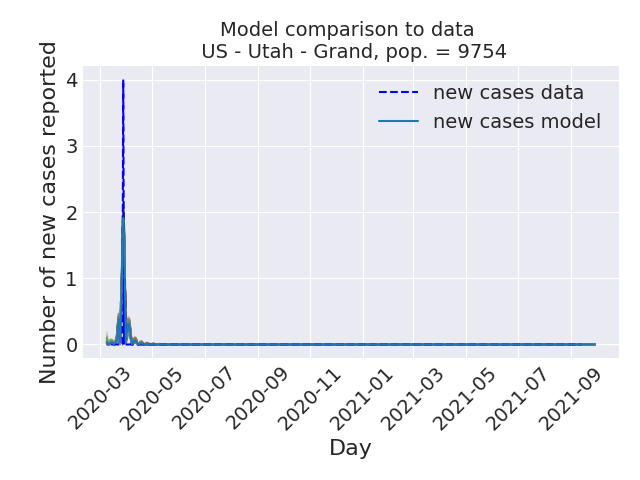 Model comparison to data
US - Utah - Grand, pop. = 9754
Number of new cases reported
4
3
2
1
0
new cases data
new cases model
2020-03
2020-05
2020-07
2020-09
2020-11
2021-01
2021-03
2021-05
2021-07
2021-09
Day